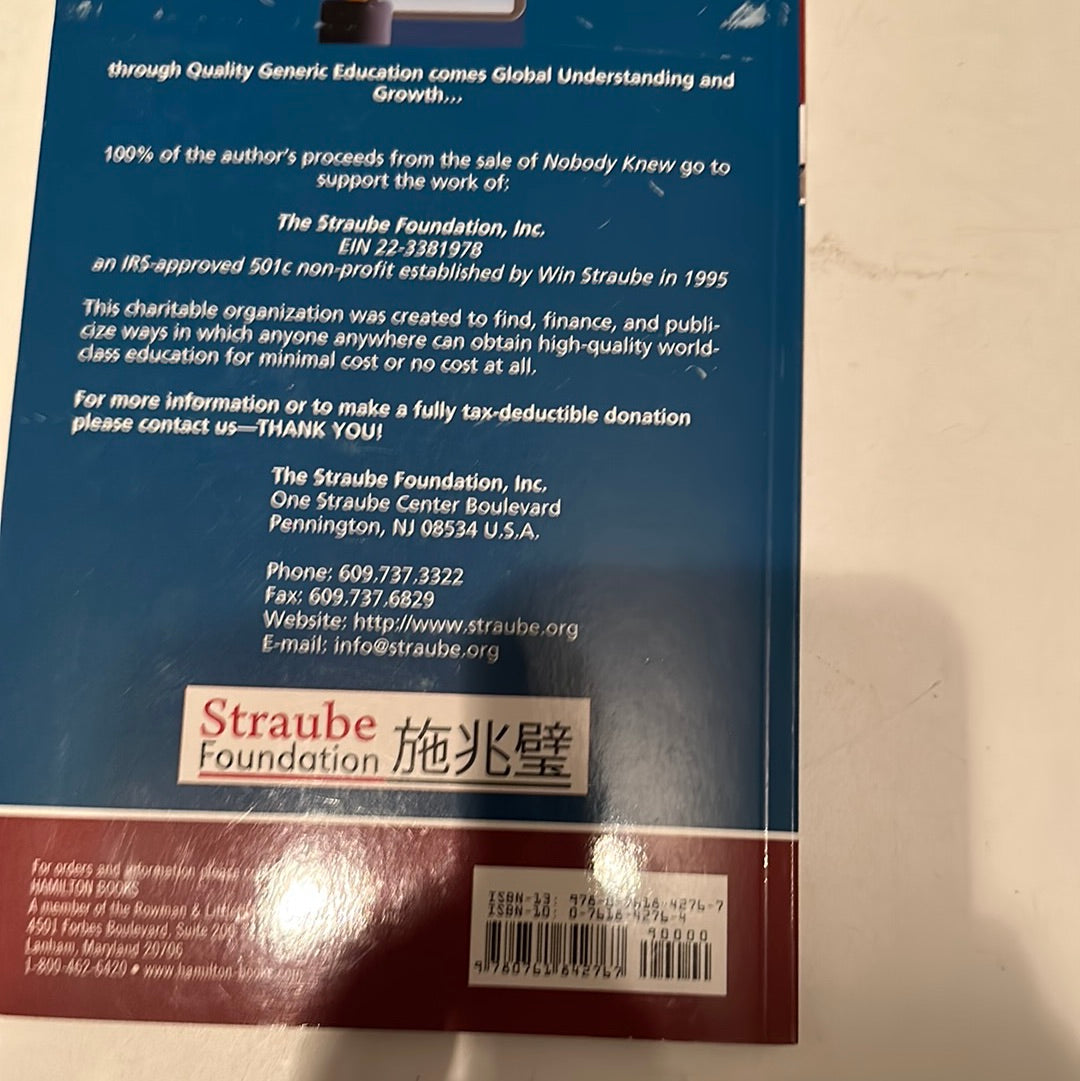 through Quality Generic Education comes Global Understanding and
Growth...
100% of the author's proceeds from the sale of Nobody Knew go to
support the work of:
The Straube Foundation, Inc.
EIN 22-3381978
an IRS-approved 501c non-profit established by Win Straube in 1995
This charitable organization was created to find, finance, and publi-
cize ways in which anyone anywhere can obtain high-quality world-
class education for minimal cost or no cost at all.
For more information or to make a fully tax-deductible donation
please contact us—THANK YOU!
The Straube Foundation, Inc.
One Straube Center Boulevard
Pennington, NJ 08534 U.S.A.
Phone: 609.737.3322
Fax: 609.737.6829
Website: http://www.straube.org
E-mail: info@straube.org
Straube
Foundation 施兆璧
For orders and information please
HAMILTON BOOKS
A member of the Rowman &
4501 Forbes Boulevard, Suite 200
Lanham, Maryland 20706
1-800-462-6420 • www.hamilton-books.com
ISBN-13: 978-0-7618-4276-7
ISBN-10: 0-7618-4276-4
90000
9 780761 842767